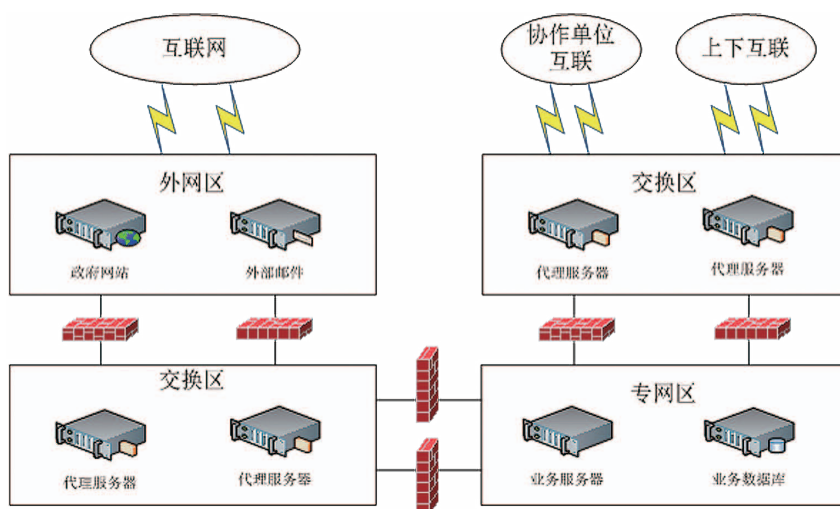 互联网
协作单位
互联
上下互联
外网区
政府网站
外部邮件
交换区
代理服务器
代理服务器
交换区
代理服务器
代理服务器
专网区
业务服务器
业务数据库